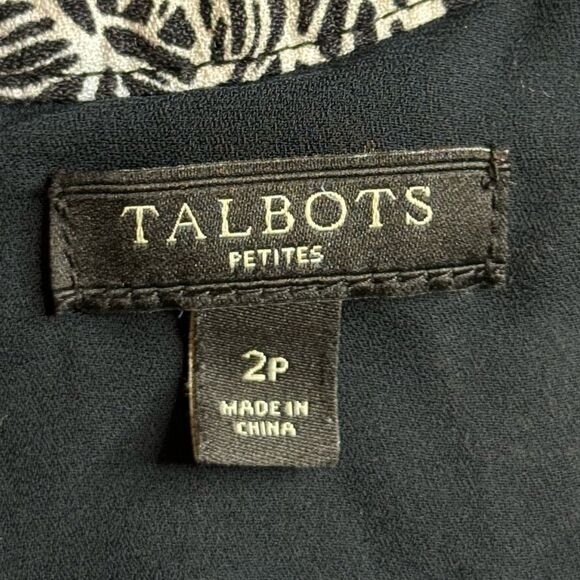 TALBOTS
PETITES
2P
MADE IN
CHINA